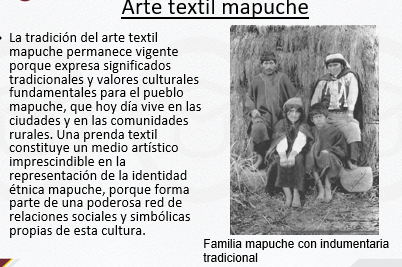 Arte textil mapuche
La tradición del arte textil
mapuche permanece vigente
porque expresa significados
tradicionales y valores culturales
fundamentales para el pueblo
mapuche, que hoy día vive en las
ciudades y en las comunidades
rurales. Una prenda textil
constituye un medio artístico
imprescindible en la
representación de la identidad
étnica mapuche, porque forma
parte de una poderosa red de
relaciones sociales y simbólicas
propias de esta cultura.
Familia mapuche con indumentaria
tradicional